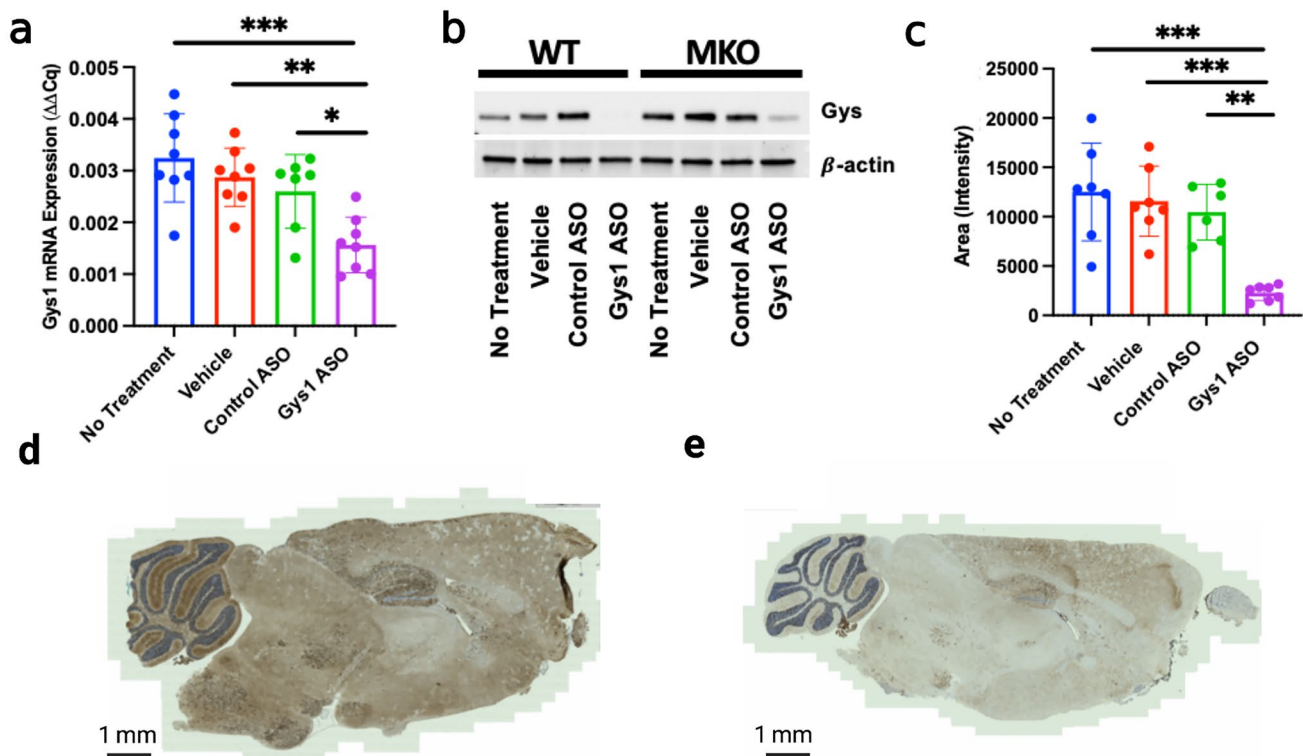 a
***
**
*
Gys1 mRNA Expression (ΔΔCq)
0.005
0.004
0.003
0.002
0.001
0.000
No Treatment
Vehicle
Control ASO
Gys1 ASO
b
WT MKO
Gys
β-actin
No Treatment
Vehicle
Control ASO
Gys1 ASO
No Treatment
Vehicle
Control ASO
Gys1 ASO
c
***
***
**
Area (Intensity)
25000
20000
15000
10000
5000
0
No Treatment
Vehicle
Control ASO
Gys1 ASO
d
1 mm
e
1 mm